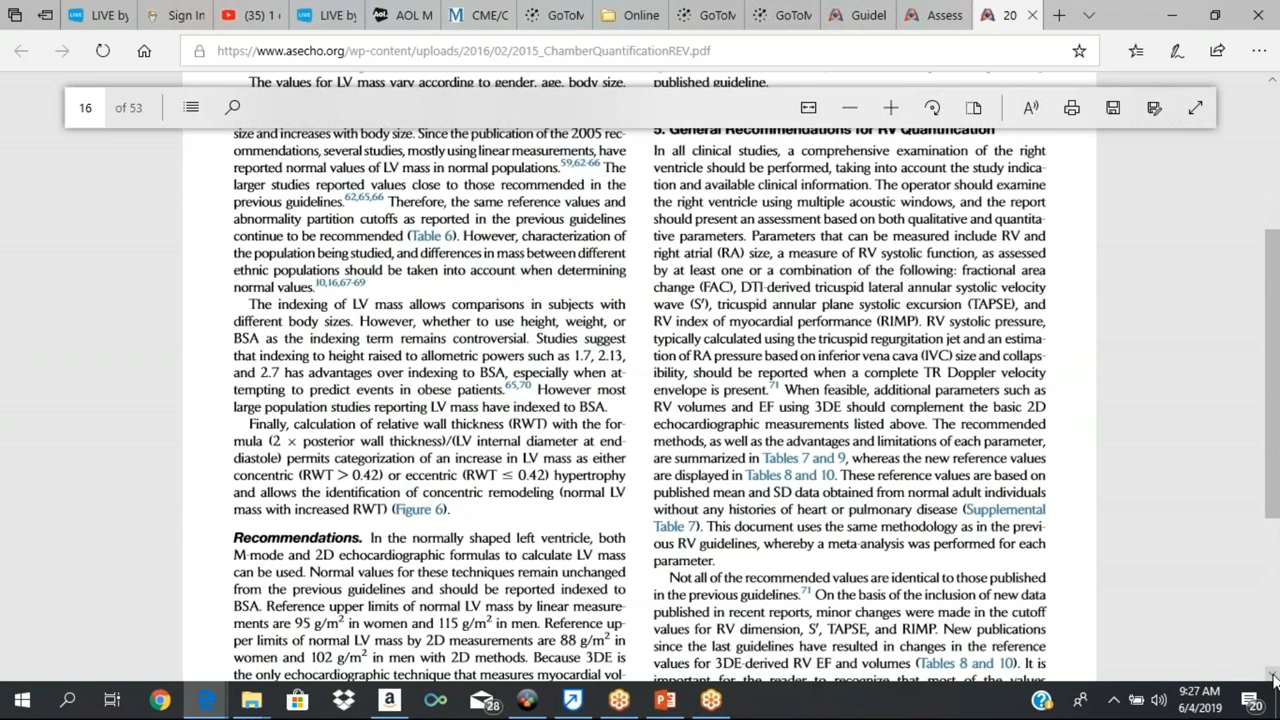 LIVE by
Sign In
(35) 1
LIVE by
AOL M
CME/C
GoToM
Online
GoToM
GoToM
Guidel
Assess
20
https://www.asecho.org/wp-content/uploads/2016/02/2015_ChamberQuantificationREV.pdf
16 of 53
The values for LV mass vary according to gender, age, body size,
size and increases with body size. Since the publication of the 2005 rec-
ommendations, several studies, mostly using linear measurements, have
reported normal values of LV mass in normal populations.59,62-66 The
larger studies reported values close to those recommended in the
previous guidelines.62,65,66 Therefore, the same reference values and
abnormality partition cutoffs as reported in the previous guidelines
continue to be recommended (Table 6). However, characterization of
the population being studied, and differences in mass between different
ethnic populations should be taken into account when determining
normal values.10,16,67-69
The indexing of LV mass allows comparisons in subjects with
different body sizes. However, whether to use height, weight, or
BSA as the indexing term remains controversial. Studies suggest
that indexing to height raised to allometric powers such as 1.7, 2.13,
and 2.7 has advantages over indexing to BSA, especially when at-
tempting to predict events in obese patients.65,70 However most
large population studies reporting LV mass have indexed to BSA.
Finally, calculation of relative wall thickness (RWT) with the for-
mula (2 × posterior wall thickness)/(LV internal diameter at end-
diastole) permits categorization of an increase in LV mass as either
concentric (RWT > 0.42) or eccentric (RWT ≤ 0.42) hypertrophy
and allows the identification of concentric remodeling (normal LV
mass with increased RWT) (Figure 6).
Recommendations. In the normally shaped left ventricle, both
M-mode and 2D echocardiographic formulas to calculate LV mass
can be used. Normal values for these techniques remain unchanged
from the previous guidelines and should be reported indexed to
BSA. Reference upper limits of normal LV mass by linear measure-
ments are 95 g/m2 in women and 115 g/m2 in men. Reference up-
per limits of normal LV mass by 2D measurements are 88 g/m2 in
women and 102 g/m2 in men with 2D methods. Because 3DE is
the only echocardiographic technique that measures myocardial vol-
published guideline.
5. General Recommendations for RV Quantification
In all clinical studies, a comprehensive examination of the right
ventricle should be performed, taking into account the study indica-
tion and available clinical information. The operator should examine
the right ventricle using multiple acoustic windows, and the report
should present an assessment based on both qualitative and quantita-
tive parameters. Parameters that can be measured include RV and
right atrial (RA) size, a measure of RV systolic function, as assessed
by at least one or a combination of the following: fractional area
change (FAC), DTI-derived tricuspid lateral annular systolic velocity
wave (S′), tricuspid annular plane systolic excursion (TAPSE), and
RV index of myocardial performance (RIMP). RV systolic pressure,
typically calculated using the tricuspid regurgitation jet and an estima-
tion of RA pressure based on inferior vena cava (IVC) size and collaps-
ibility, should be reported when a complete TR Doppler velocity
envelope is present.71 When feasible, additional parameters such as
RV volumes and EF using 3DE should complement the basic 2D
echocardiographic measurements listed above. The recommended
methods, as well as the advantages and limitations of each parameter,
are summarized in Tables 7 and 9, whereas the new reference values
are displayed in Tables 8 and 10. These reference values are based on
published mean and SD data obtained from normal adult individuals
without any histories of heart or pulmonary disease (Supplemental
Table 7). This document uses the same methodology as in the previ-
ous RV guidelines, whereby a meta-analysis was performed for each
parameter.
Not all of the recommended values are identical to those published
in the previous guidelines.71 On the basis of the inclusion of new data
published in recent reports, minor changes were made in the cutoff
values for RV dimension, S′, TAPSE, and RIMP. New publications
since the last guidelines have resulted in changes in the reference
values for 3DE-derived RV EF and volumes (Tables 8 and 10). It is
important for the reader to recognize that most of the values
28
9:27 AM
6/4/2019
20